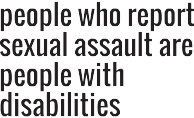 people who report
sexual assault are
people with
disabilities